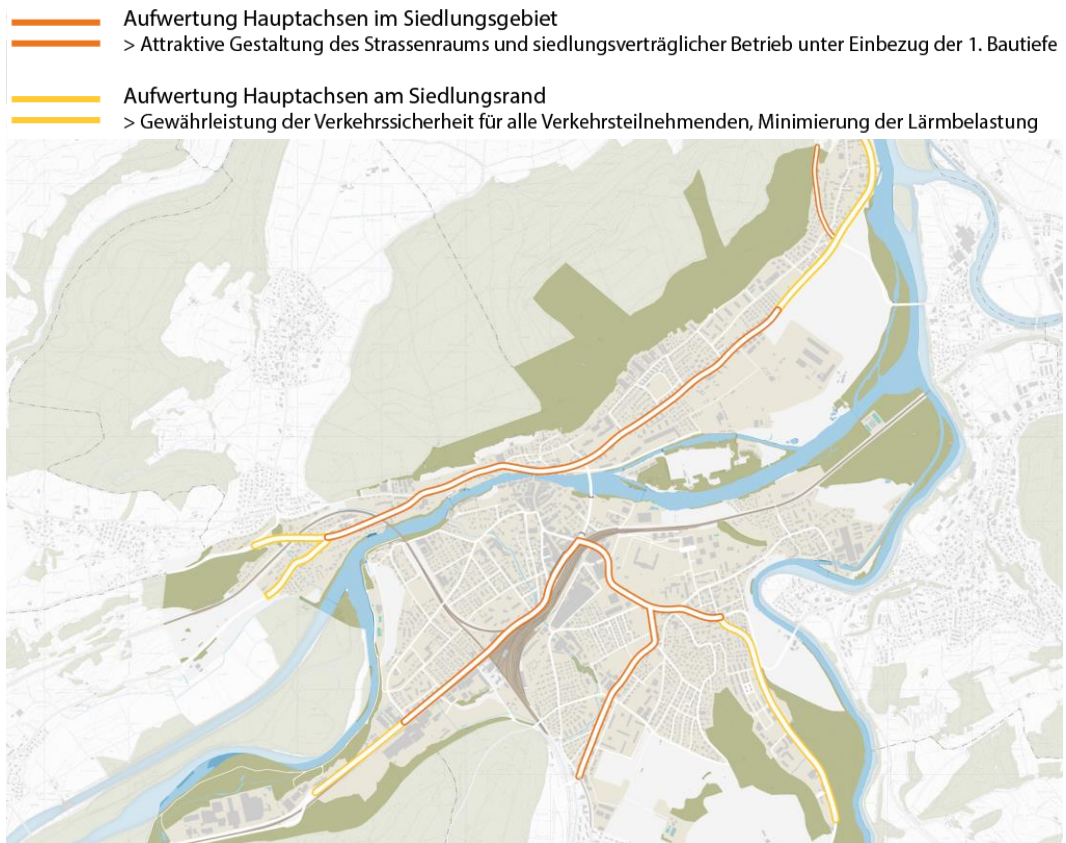 Aufwertung Hauptachsen im Siedlungsgebiet
> Attraktive Gestaltung des Strassenraums und siedlungsverträglicher Betrieb unter Einbezug der 1. Bautiefe
Aufwertung Hauptachsen am Siedlungsrand
> Gewährleistung der Verkehrssicherheit für alle Verkehrsteilnehmenden, Minimierung der Lärmbelastung